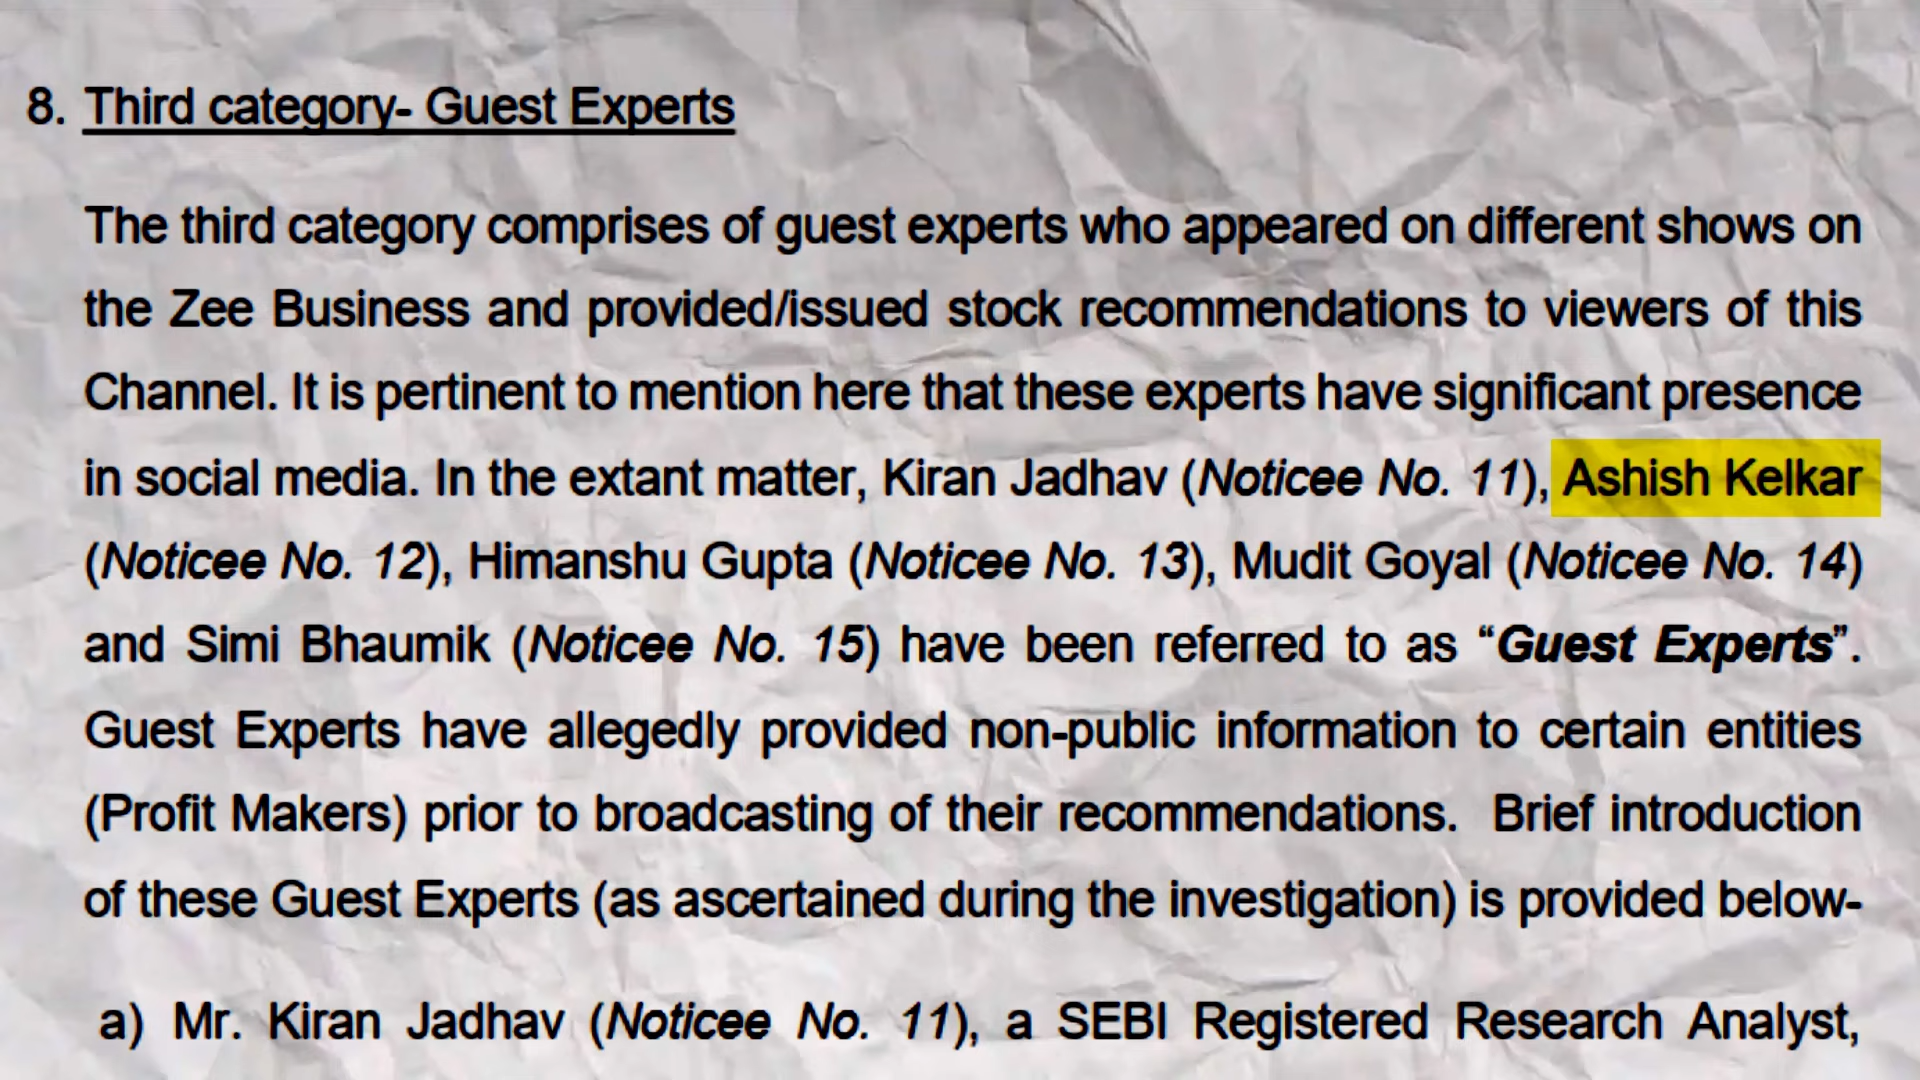 8. Third category- Guest Experts
The third category comprises of guest experts who appeared on different shows on
the Zee Business and provided/issued stock recommendations to viewers of this
Channel. It is pertinent to mention here that these experts have significant presence
in social media. In the extant matter, Kiran Jadhav (Noticee No. 11), Ashish Kelkar
(Noticee No. 12), Himanshu Gupta (Noticee No. 13), Mudit Goyal (Noticee No. 14)
and Simi Bhaumik (Noticee No. 15) have been referred to as “Guest Experts”.
Guest Experts have allegedly provided non-public information to certain entities
(Profit Makers) prior to broadcasting of their recommendations. Brief introduction
of these Guest Experts (as ascertained during the investigation) is provided below-
a) Mr. Kiran Jadhav (Noticee No. 11), a SEBI Registered Research Analyst,